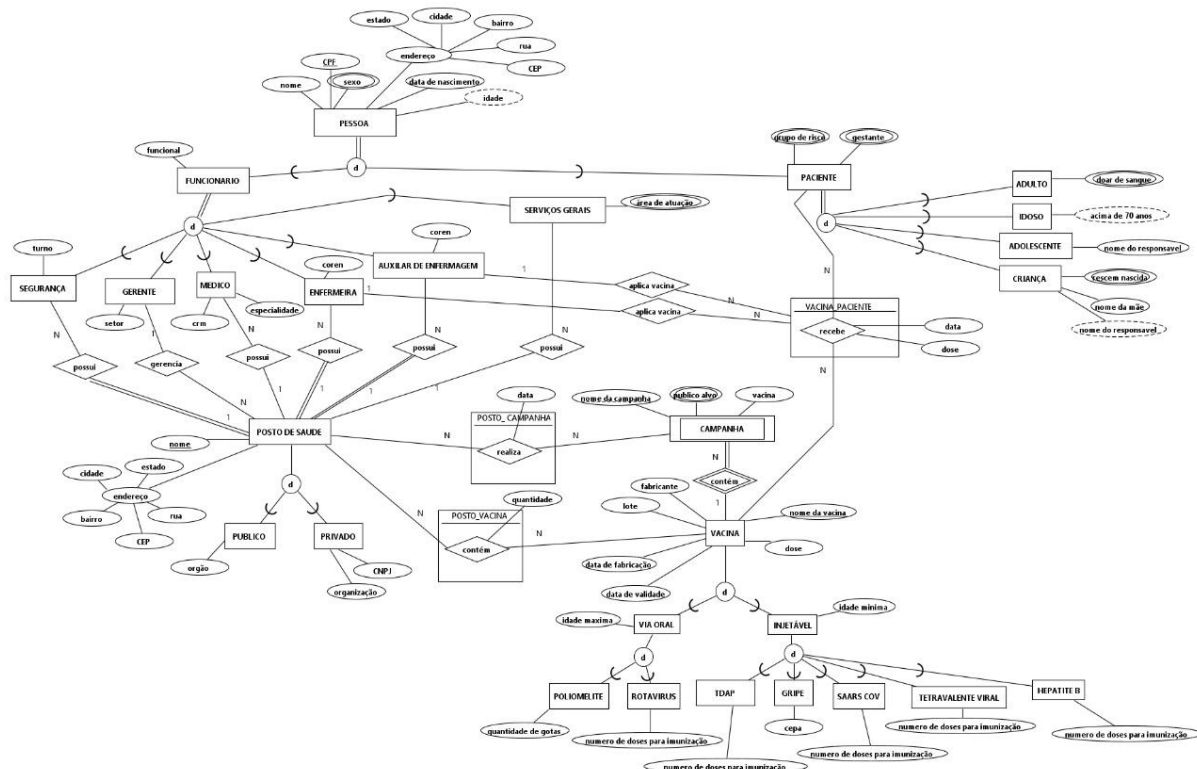 estado
cidade
bairro
endereço
rua
CEP
CPF
sexo
nome
data de nascimento
idade
PESSOA
d
funcional
FUNCIONARIO
grupo de risco
gestante
PACIENTE
d
ADULTO
doar de sangue
IDOSO
acima de 70 anos
ADOLESCENTE
nome do responsavel
CRIANÇA
nome da mãe
nome do responsavel
SERVIÇOS GERAIS
área de atuação
d
turno
SEGURANÇA
GERENTE
setor
MEDICO
crm
especialidade
coren
ENFERMEIRA
coren
AUXILAR DE ENFERMAGEM
1
aplica vacina
N
1
aplica vacina
N
N
VACINA_PACIENTE
recebe
data
dose
N
N
possui
1
1
gerencia
N
N
possui
1
N
possui
1
N
possui
1
N
possui
1
POSTO DE SAUDE
nome
cidade
estado
endereço
bairro
rua
CEP
d
PUBLICO
orgão
PRIVADO
CNPJ
organização
N
data
POSTO_ CAMPANHA
realiza
N
nome da campanha
publico alvo
vacina
CAMPANHA
N
contém
1
N
quantidade
POSTO_VACINA
contém
N
fabricante
lote
nome da vacina
VACINA
dose
data de fabricação
data de validade
d
idade maxima
VIA ORAL
INJETÁVEL
idade mínima
d
d
POLIOMELITE
quantidade de gotas
ROTAVIRUS
numero de doses para imunização
TDAP
numero de doses para imunização
GRIPE
cepa
SAARS COV
numero de doses para imunização
TETRAVALENTE VIRAL
numero de doses para imunização
HEPATITE B
numero de doses para imunização